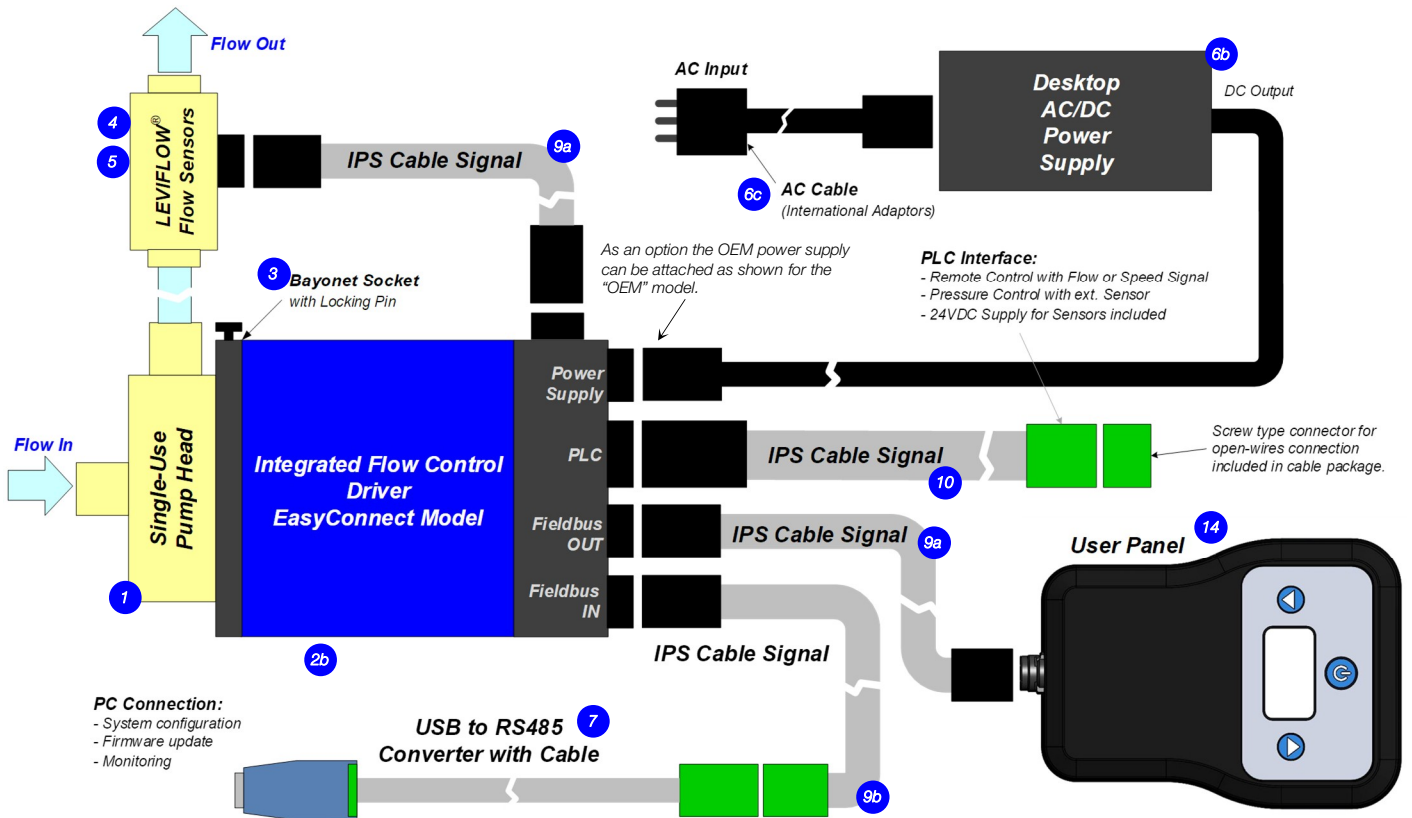 Flow Out
4
5
LEVIFLOW®
Flow Sensors
IPS Cable Signal
9a
AC Input
6c
AC Cable
(International Adaptors)
Desktop
AC/DC
Power
Supply
6b
DC Output
3
Bayonet Socket
with Locking Pin
As an option the OEM power supply
can be attached as shown for the
“OEM” model.
PLC Interface:
- Remote Control with Flow or Speed Signal
- Pressure Control with ext. Sensor
- 24VDC Supply for Sensors included
Flow In
Single-Use
Pump Head
1
Integrated Flow Control
Driver
EasyConnect Model
2b
Power
Supply
PLC
Fieldbus
OUT
Fieldbus
IN
IPS Cable Signal
10
Screw type connector for
open-wires connection
included in cable package.
IPS Cable Signal
9a
User Panel
14
IPS Cable Signal
9b
PC Connection:
- System configuration
- Firmware update
- Monitoring
USB to RS485
Converter with Cable
7